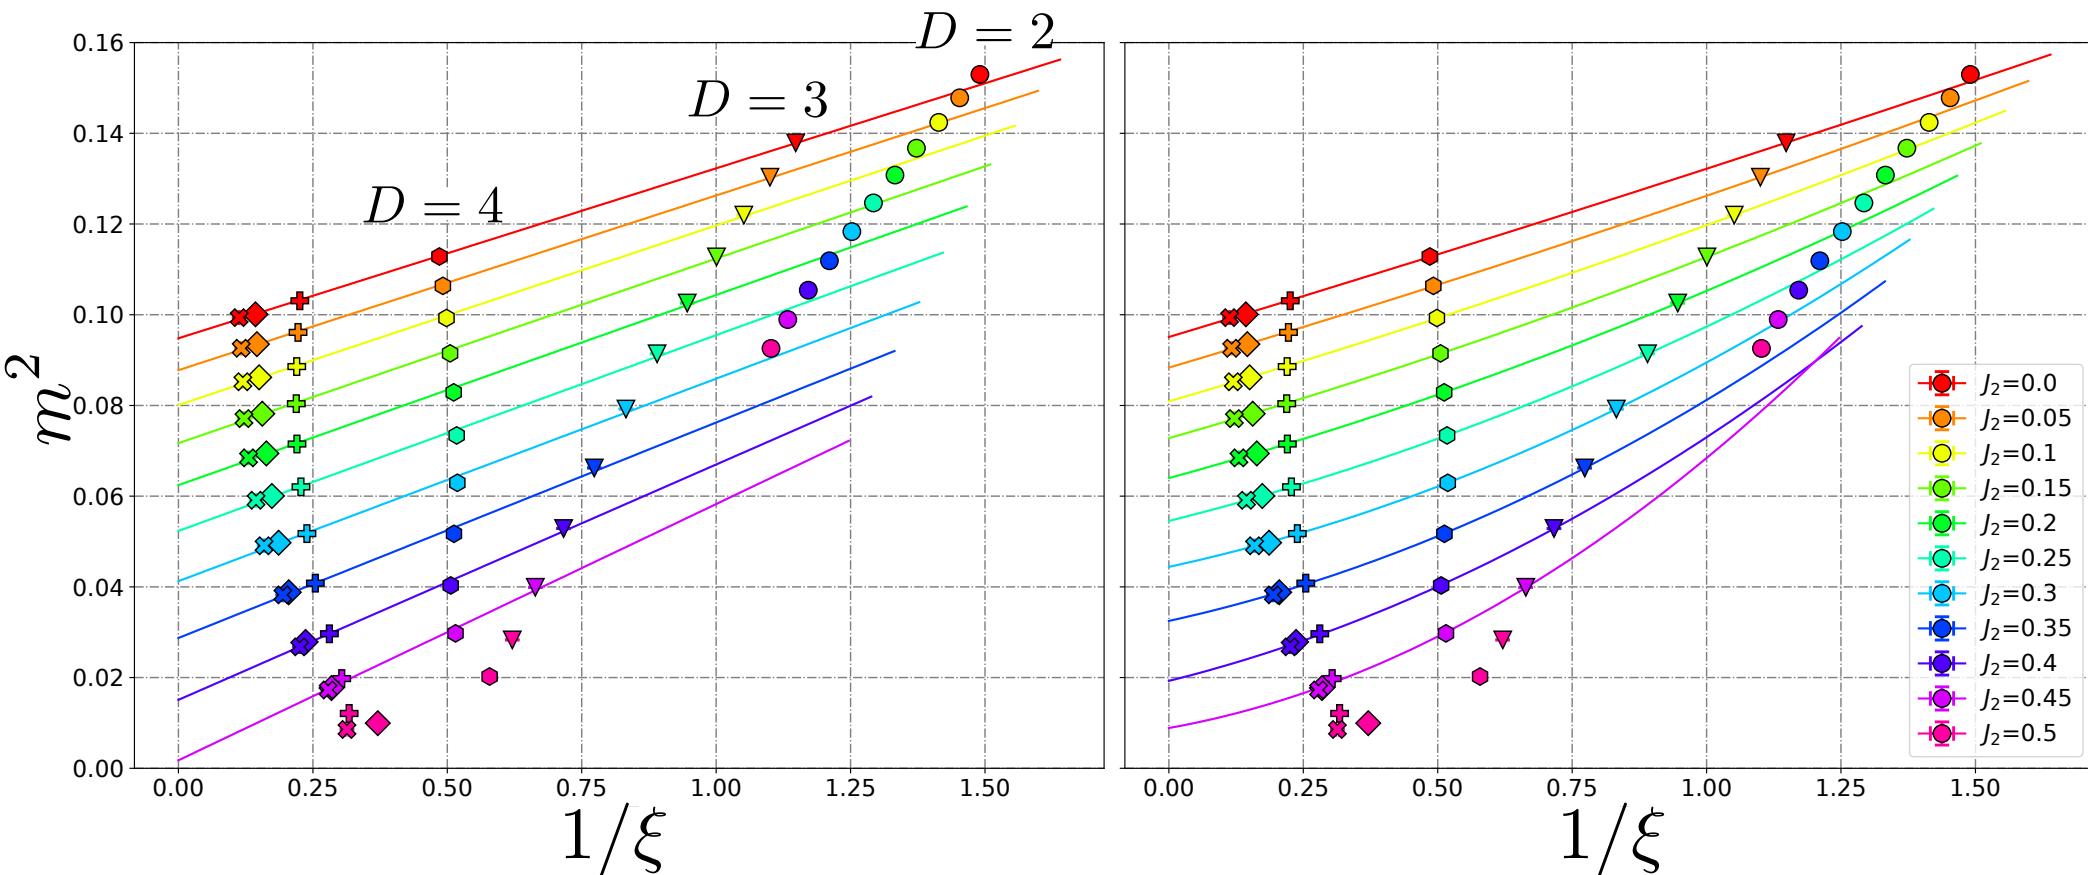 D = 2
D = 3
D = 4
0.16
0.14
0.12
0.10
0.08
0.06
0.04
0.02
0.00
m²
0.00 0.25 0.50 0.75 1.00 1.25 1.50
1/ξ
0.00 0.25 0.50 0.75 1.00 1.25 1.50
1/ξ
J₂=0.0
J₂=0.05
J₂=0.1
J₂=0.15
J₂=0.2
J₂=0.25
J₂=0.3
J₂=0.35
J₂=0.4
J₂=0.45
J₂=0.5